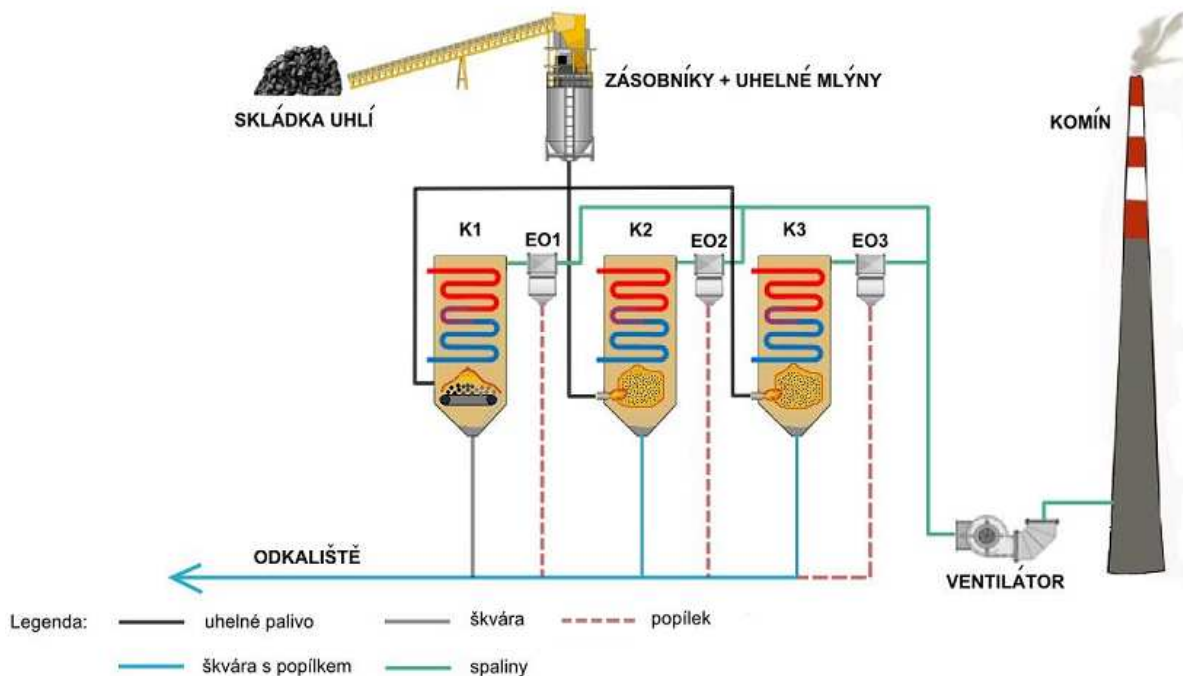 ZÁSOBNÍKY + UHELNÉ MLÝNY
SKLÁDKA UHLÍ
KOMÍN
K1
EO1
K2
EO2
K3
EO3
ODKALIŠTĚ
VENTILÁTOR
Legenda:
uhelné palivo
škvára
popílek
škvára s popílkem
spaliny